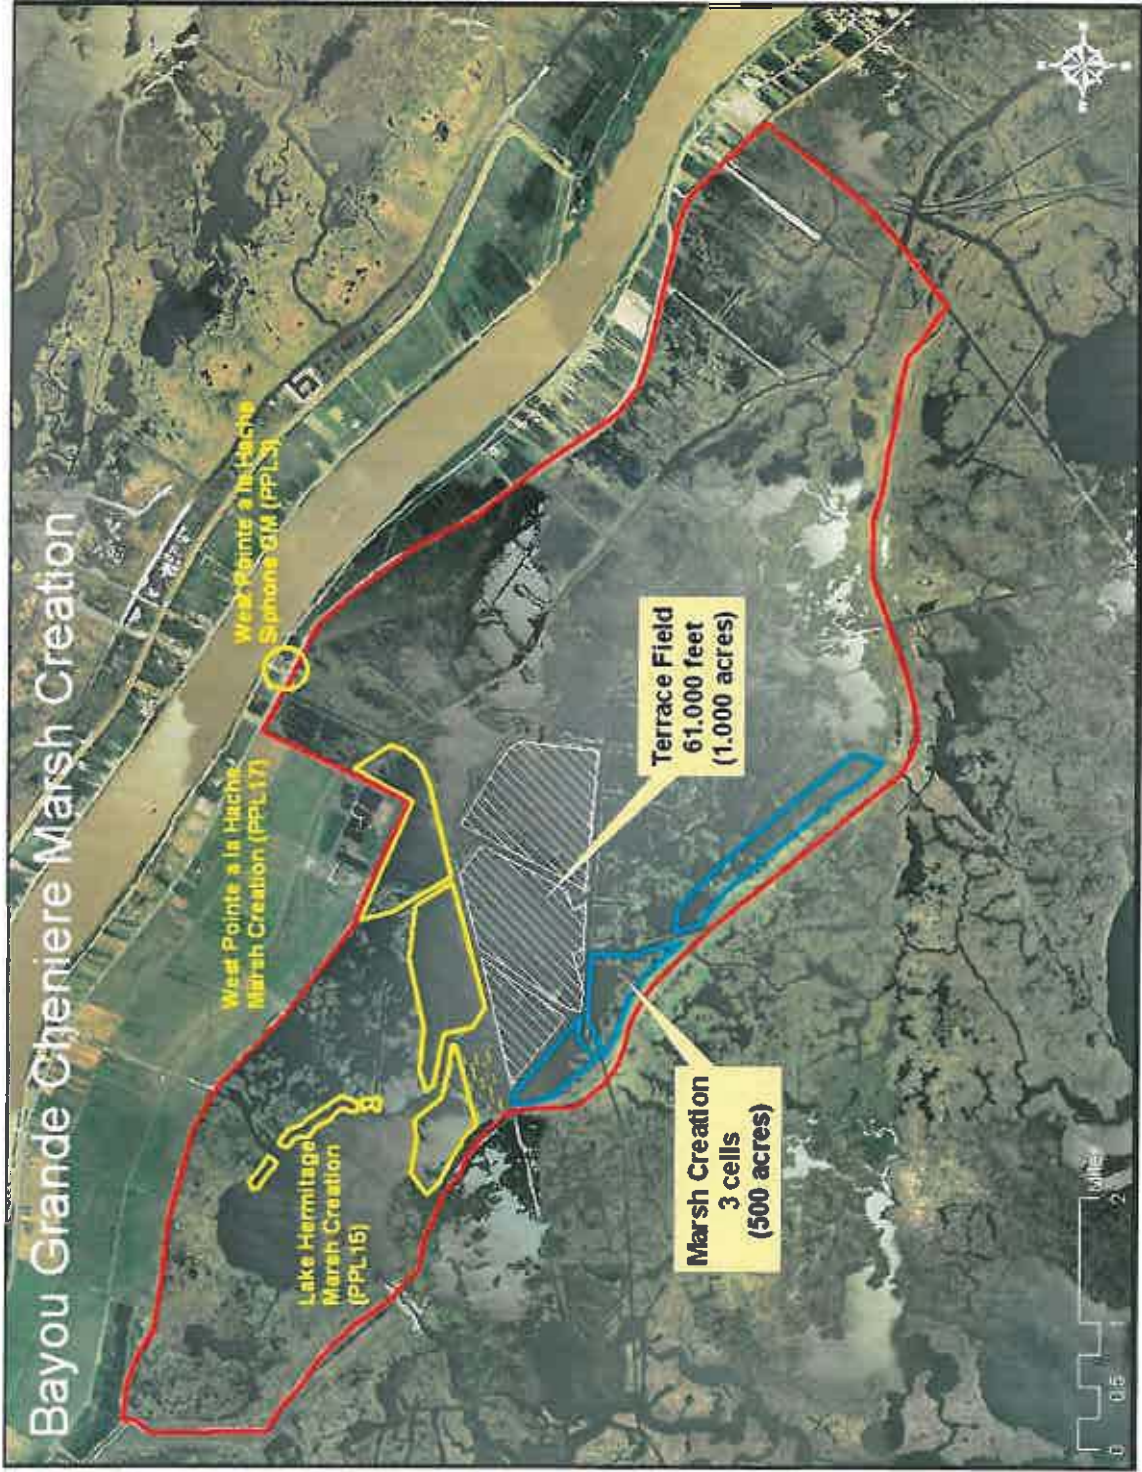 Bayou Grande Cheniere Marsh Creation
West Pointe a la Hache
Siphons OM (PPL3)
West Pointe a la Hache
Marsh Creation (PPL17)
Lake Hermitage
Marsh Creation
(PPL15)
Terrace Field
61.000 feet
(1.000 acres)
Marsh Creation
3 cells
(500 acres)
0 0.5 1 2
Mile